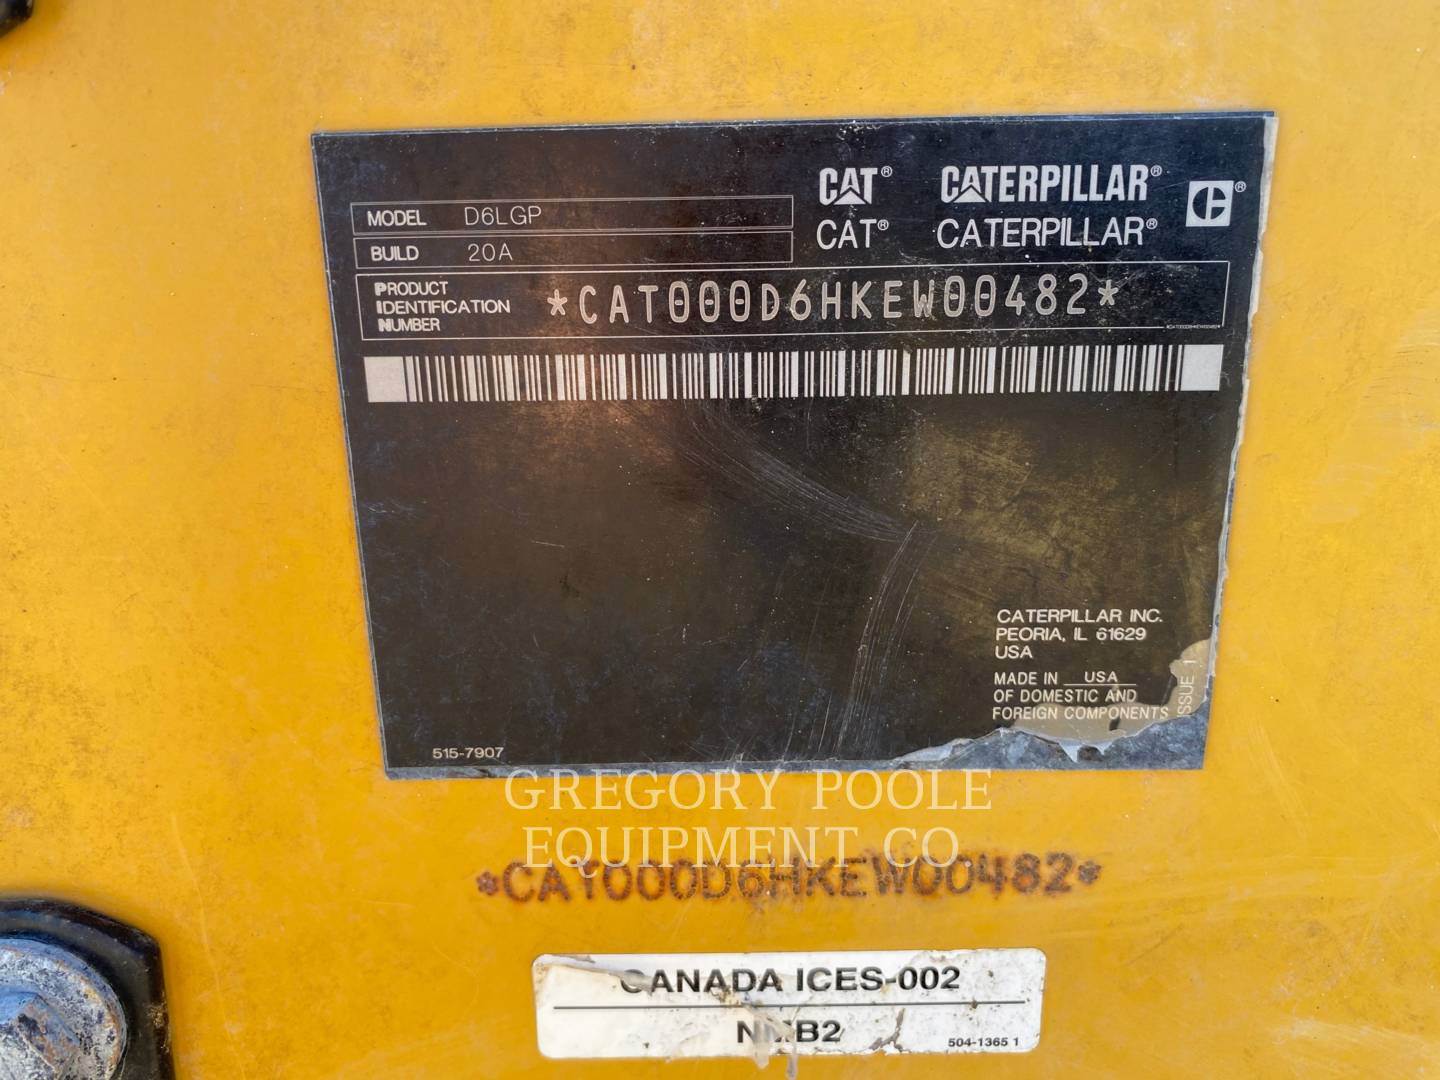 CAT® CATERPILLAR®
CAT® CATERPILLAR®
MODEL D6LGP
BUILD 20A
PRODUCT
IDENTIFICATION
NUMBER
*CAT000D6HKEW00482*
*CAT000D6HKEW00482*
CATERPILLAR INC.
PEORIA, IL 61629
USA
MADE IN USA
OF DOMESTIC AND
FOREIGN COMPONENTS
ISSUE 1
515-7907
GREGORY POOLE
EQUIPMENT CO
*CAT000D6HKEW00482*
CANADA ICES-002
504-1365 1